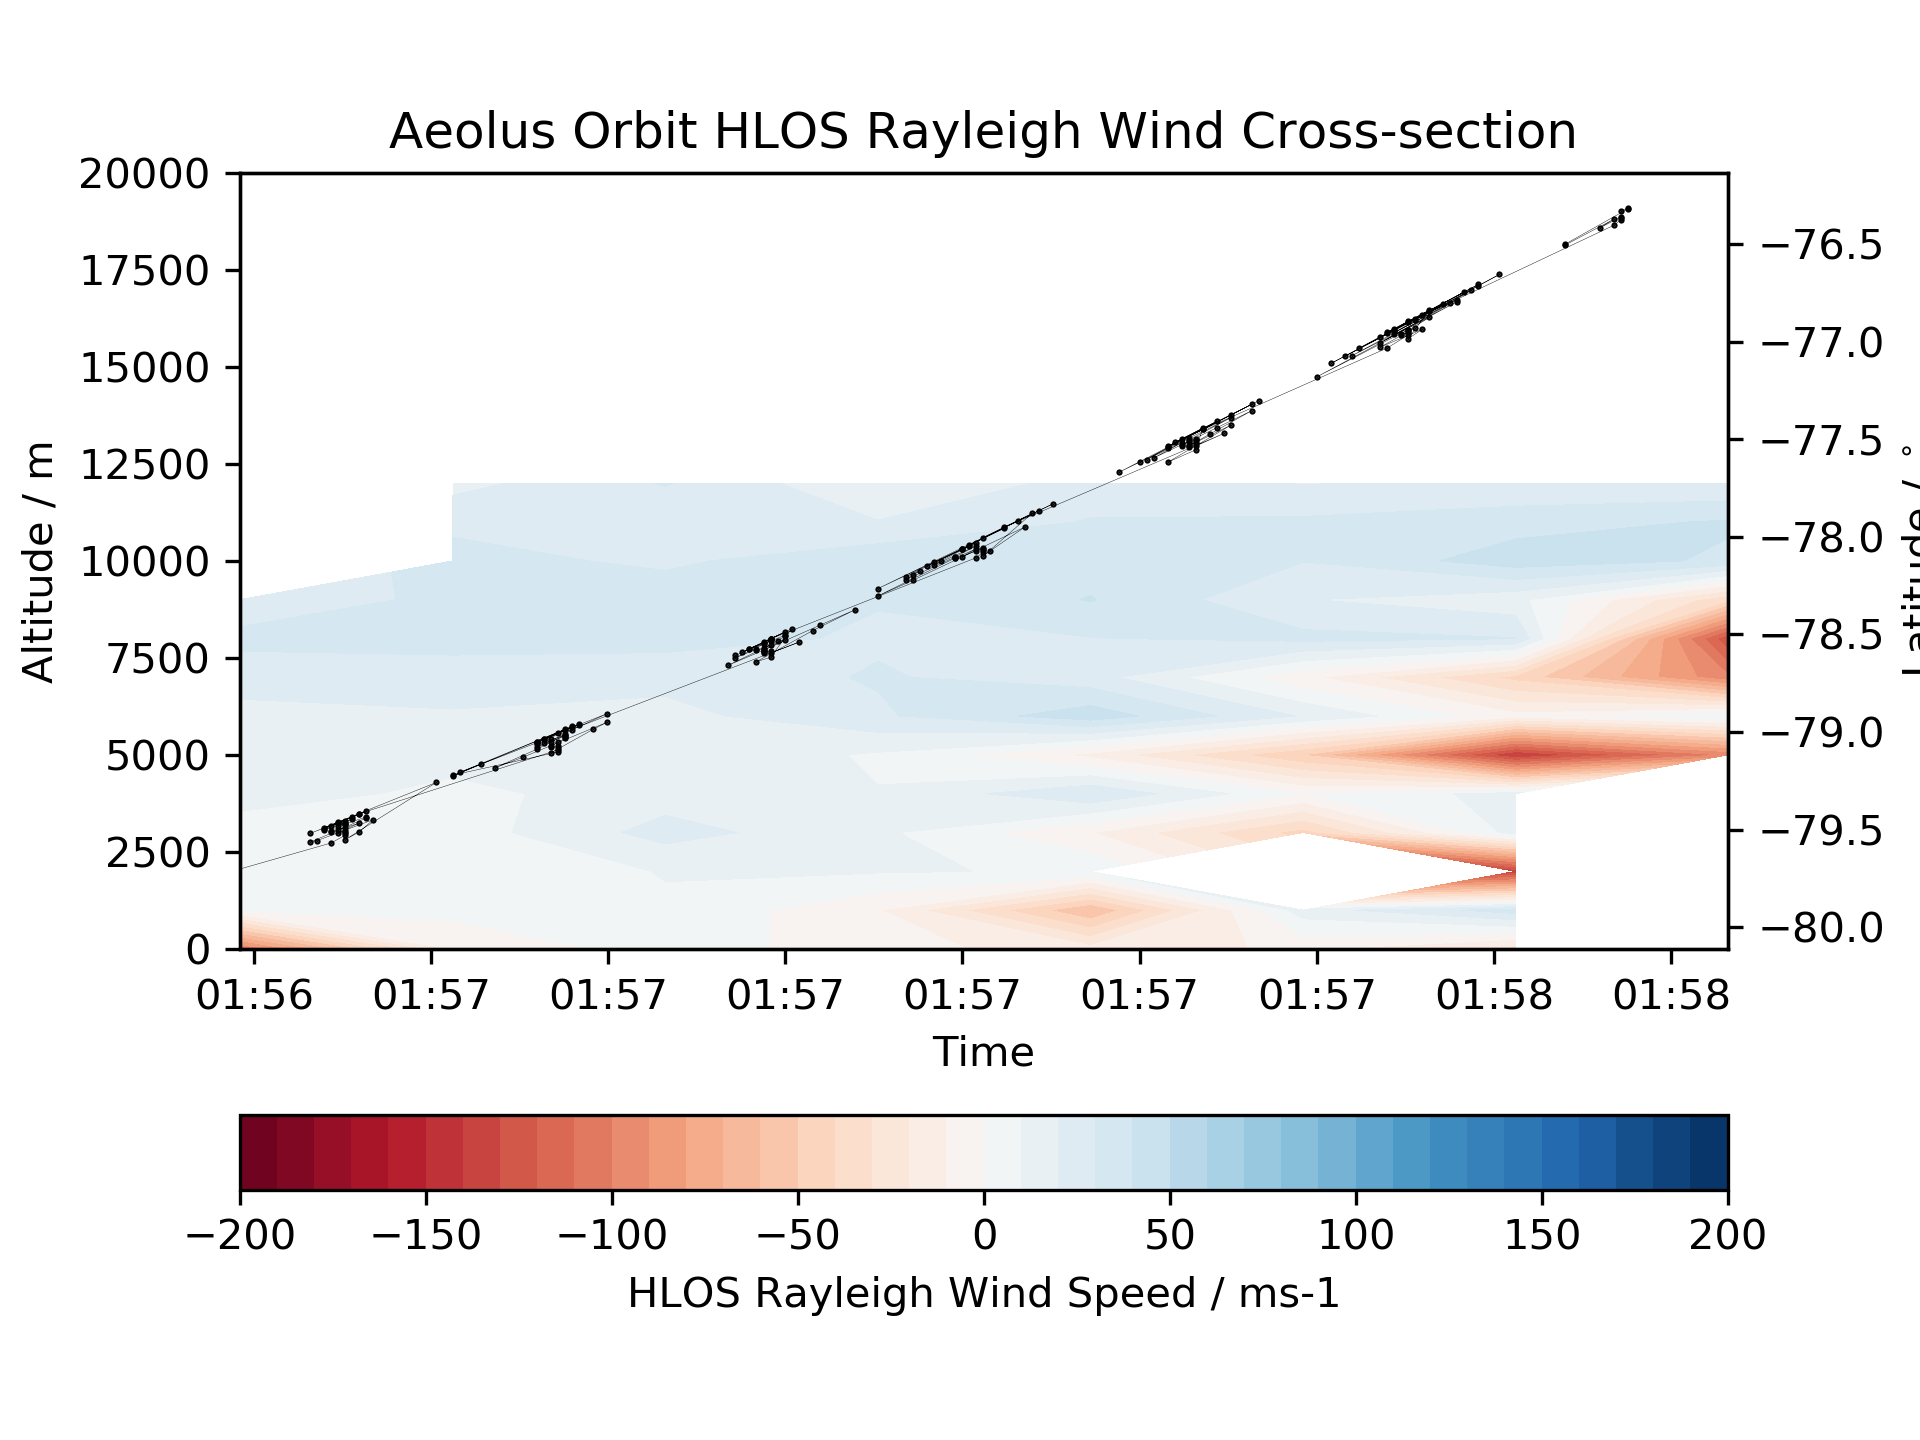 Aeolus Orbit HLOS Rayleigh Wind Cross-section
20000
17500
15000
12500
10000
7500
5000
2500
0
Altitude / m
−76.5
−77.0
−77.5
−78.0
−78.5
−79.0
−79.5
−80.0
Latitude / °
01:56 01:57 01:57 01:57 01:57 01:57 01:57 01:58 01:58
Time
−200 −150 −100 −50 0 50 100 150 200
HLOS Rayleigh Wind Speed / ms-1